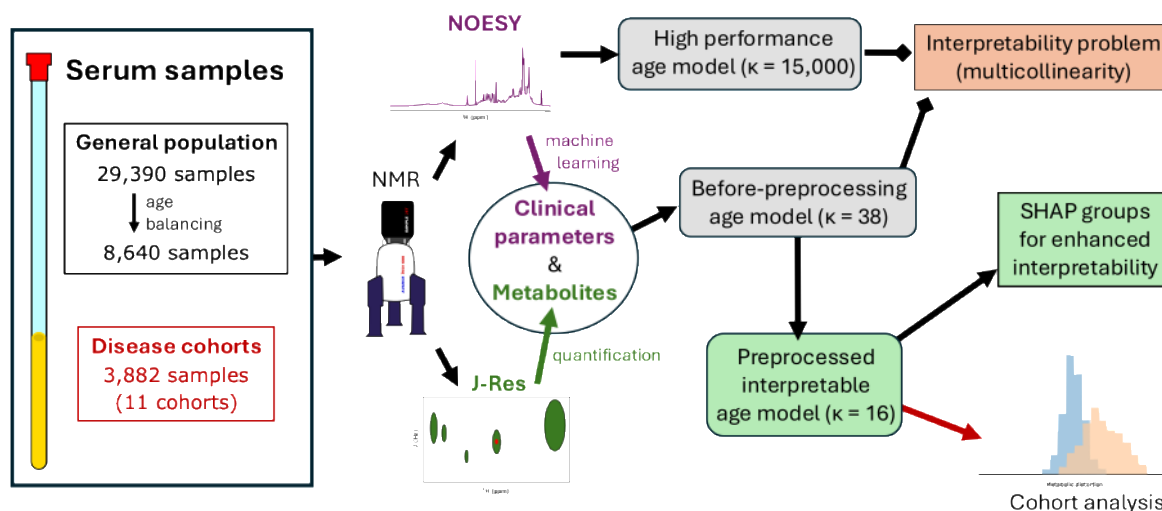 Serum samples
General population
29,390 samples
age
balancing
8,640 samples
Disease cohorts
3,882 samples
(11 cohorts)
NMR
NOESY
machine
learning
Clinical
parameters
&
Metabolites
quantification
J-Res
High performance
age model (κ = 15,000)
Interpretability problem
(multicollinearity)
Before-preprocessing
age model (κ = 38)
SHAP groups
for enhanced
interpretability
Preprocessed
interpretable
age model (κ = 16)
Metabolic distortion
Cohort analysis